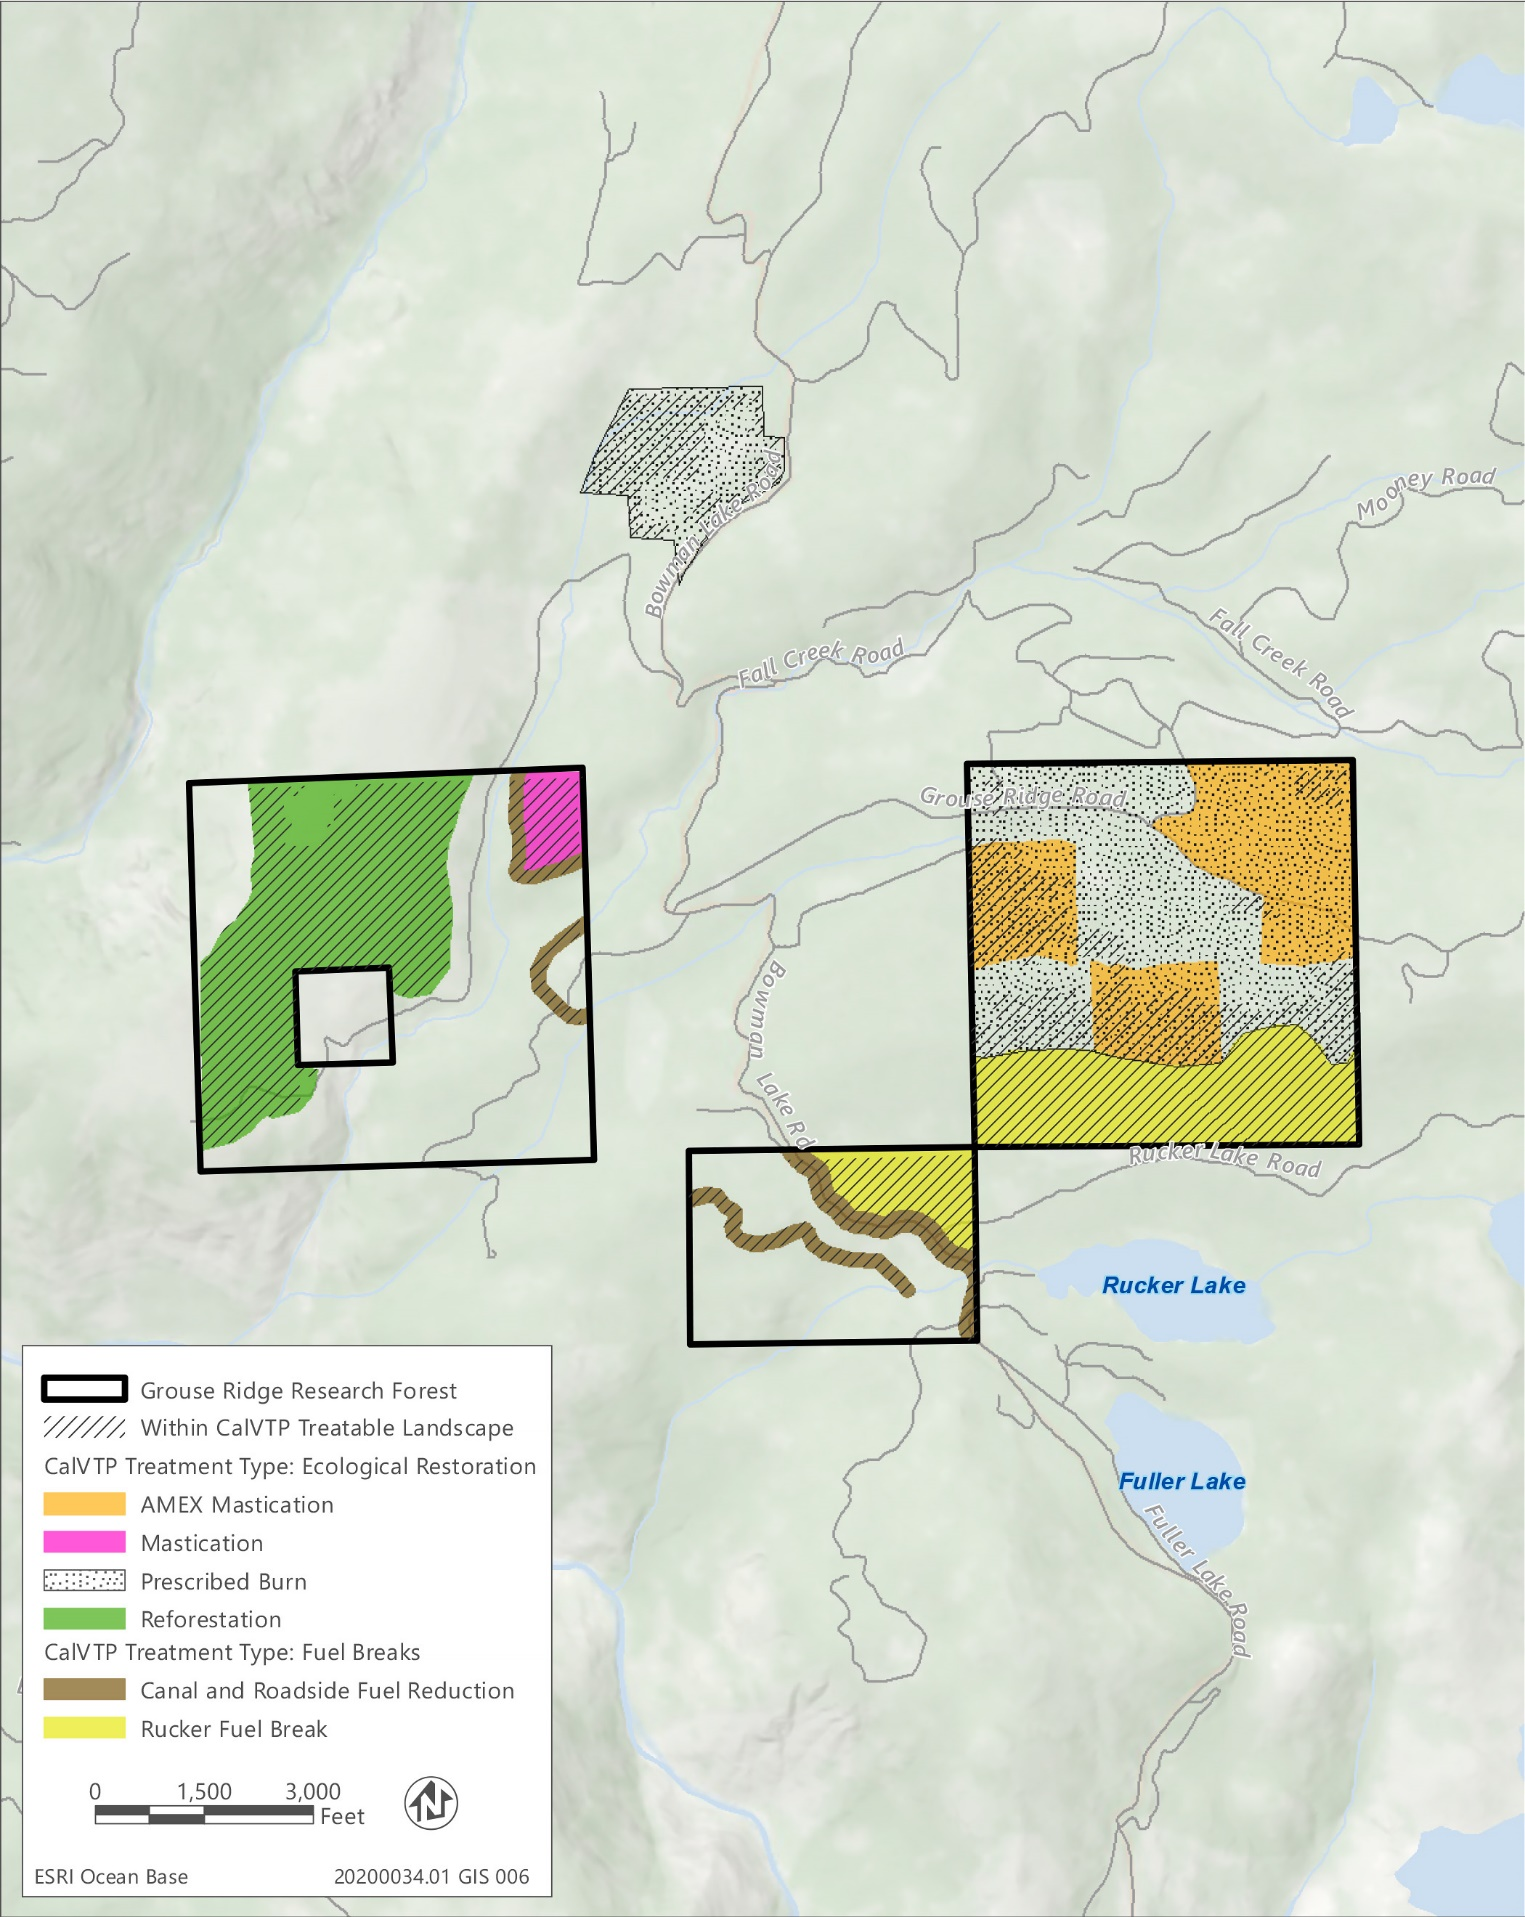 Mooney Road
Bowman Lake Road
Fall Creek Road
Fall Creek Road
Grouse Ridge Road
Bowman
Lake Rd
Rucker Lake Road
Rucker Lake
Fuller Lake
Fuller Lake Road
Grouse Ridge Research Forest
Within CalVTP Treatable Landscape
CalVTP Treatment Type: Ecological Restoration
AMEX Mastication
Mastication
Prescribed Burn
Reforestation
CalVTP Treatment Type: Fuel Breaks
Canal and Roadside Fuel Reduction
Rucker Fuel Break
0 1,500 3,000
Feet
N
ESRI Ocean Base 20200034.01 GIS 006